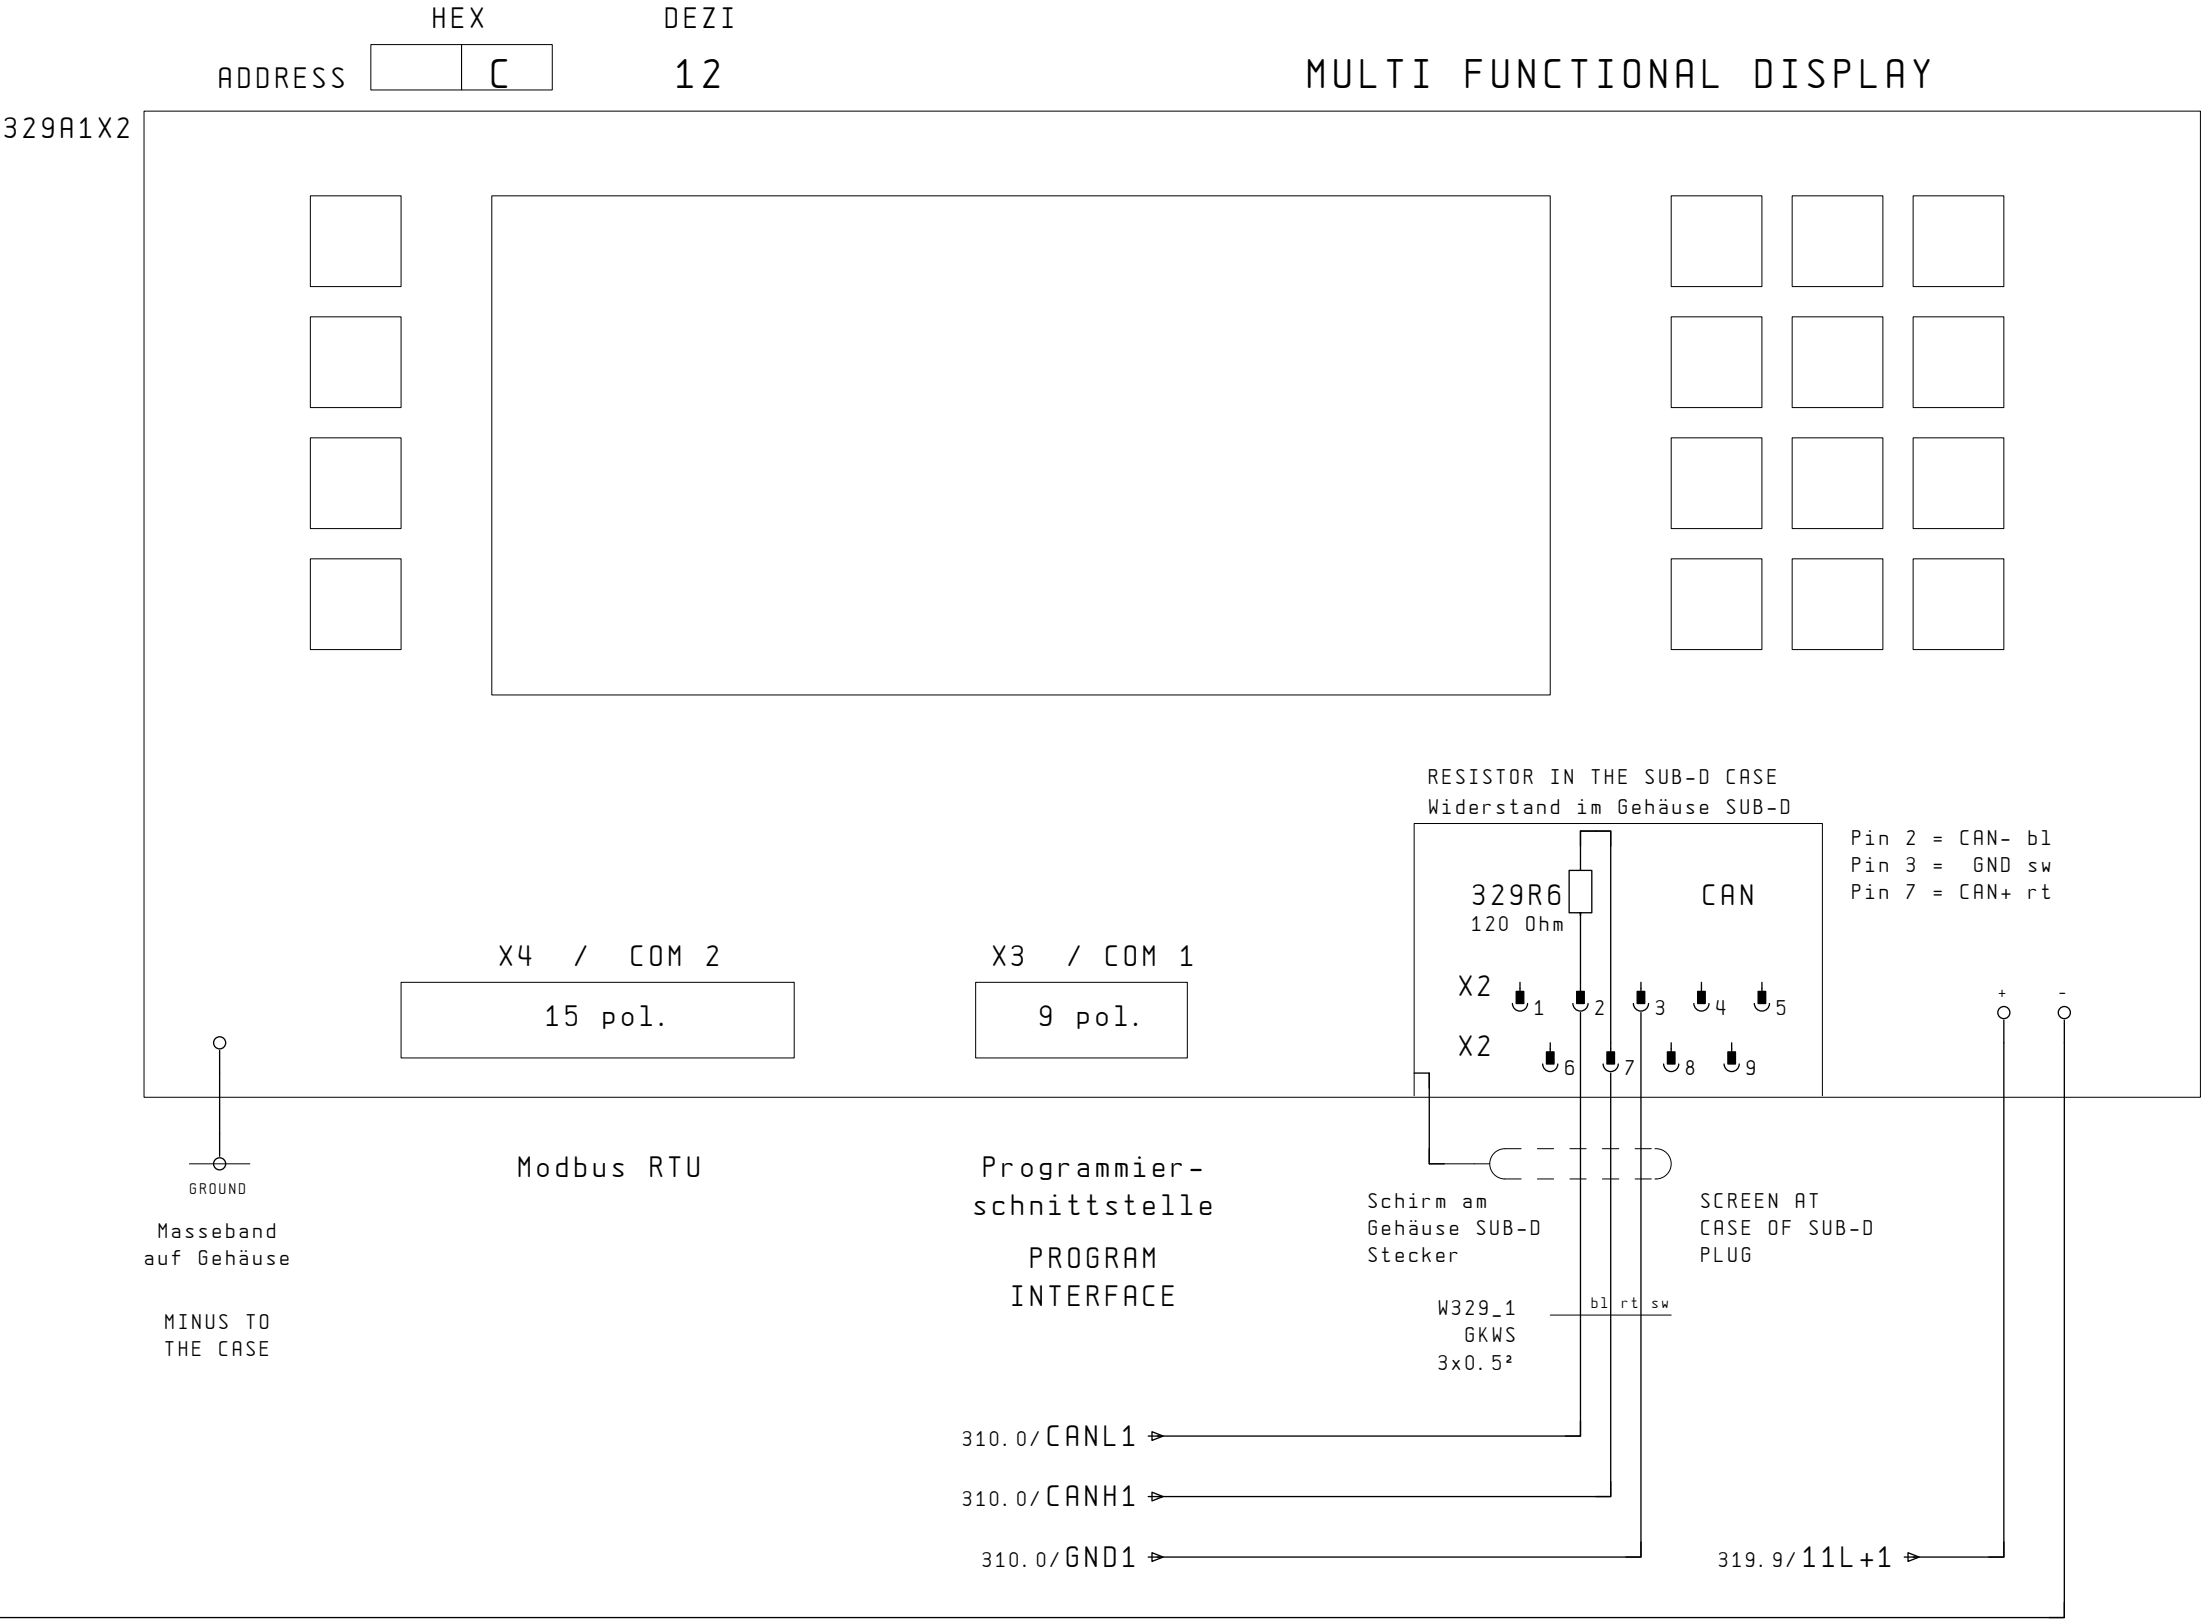 HEX DEZI
ADDRESS C 12
MULTI FUNCTIONAL DISPLAY
329A1X2
RESISTOR IN THE SUB-D CASE
Widerstand im Gehäuse SUB-D
Pin 2 = CAN- bl
Pin 3 = GND sw
Pin 7 = CAN+ rt
329R6
120 Ohm
CAN
X4 / COM 2
15 pol.
X3 / COM 1
9 pol.
X2 1 2 3 4 5
X2 6 7 8 9
+ -
GROUND
Masseband
auf Gehäuse
MINUS TO
THE CASE
Modbus RTU
Programmier-
schnittstelle
PROGRAM
INTERFACE
Schirm am
Gehäuse SUB-D
Stecker
SCREEN AT
CASE OF SUB-D
PLUG
W329_1
GKWS
3x0.5²
bl rt sw
310.0/CANL1
310.0/CANH1
310.0/GND1
319.9/11L+1